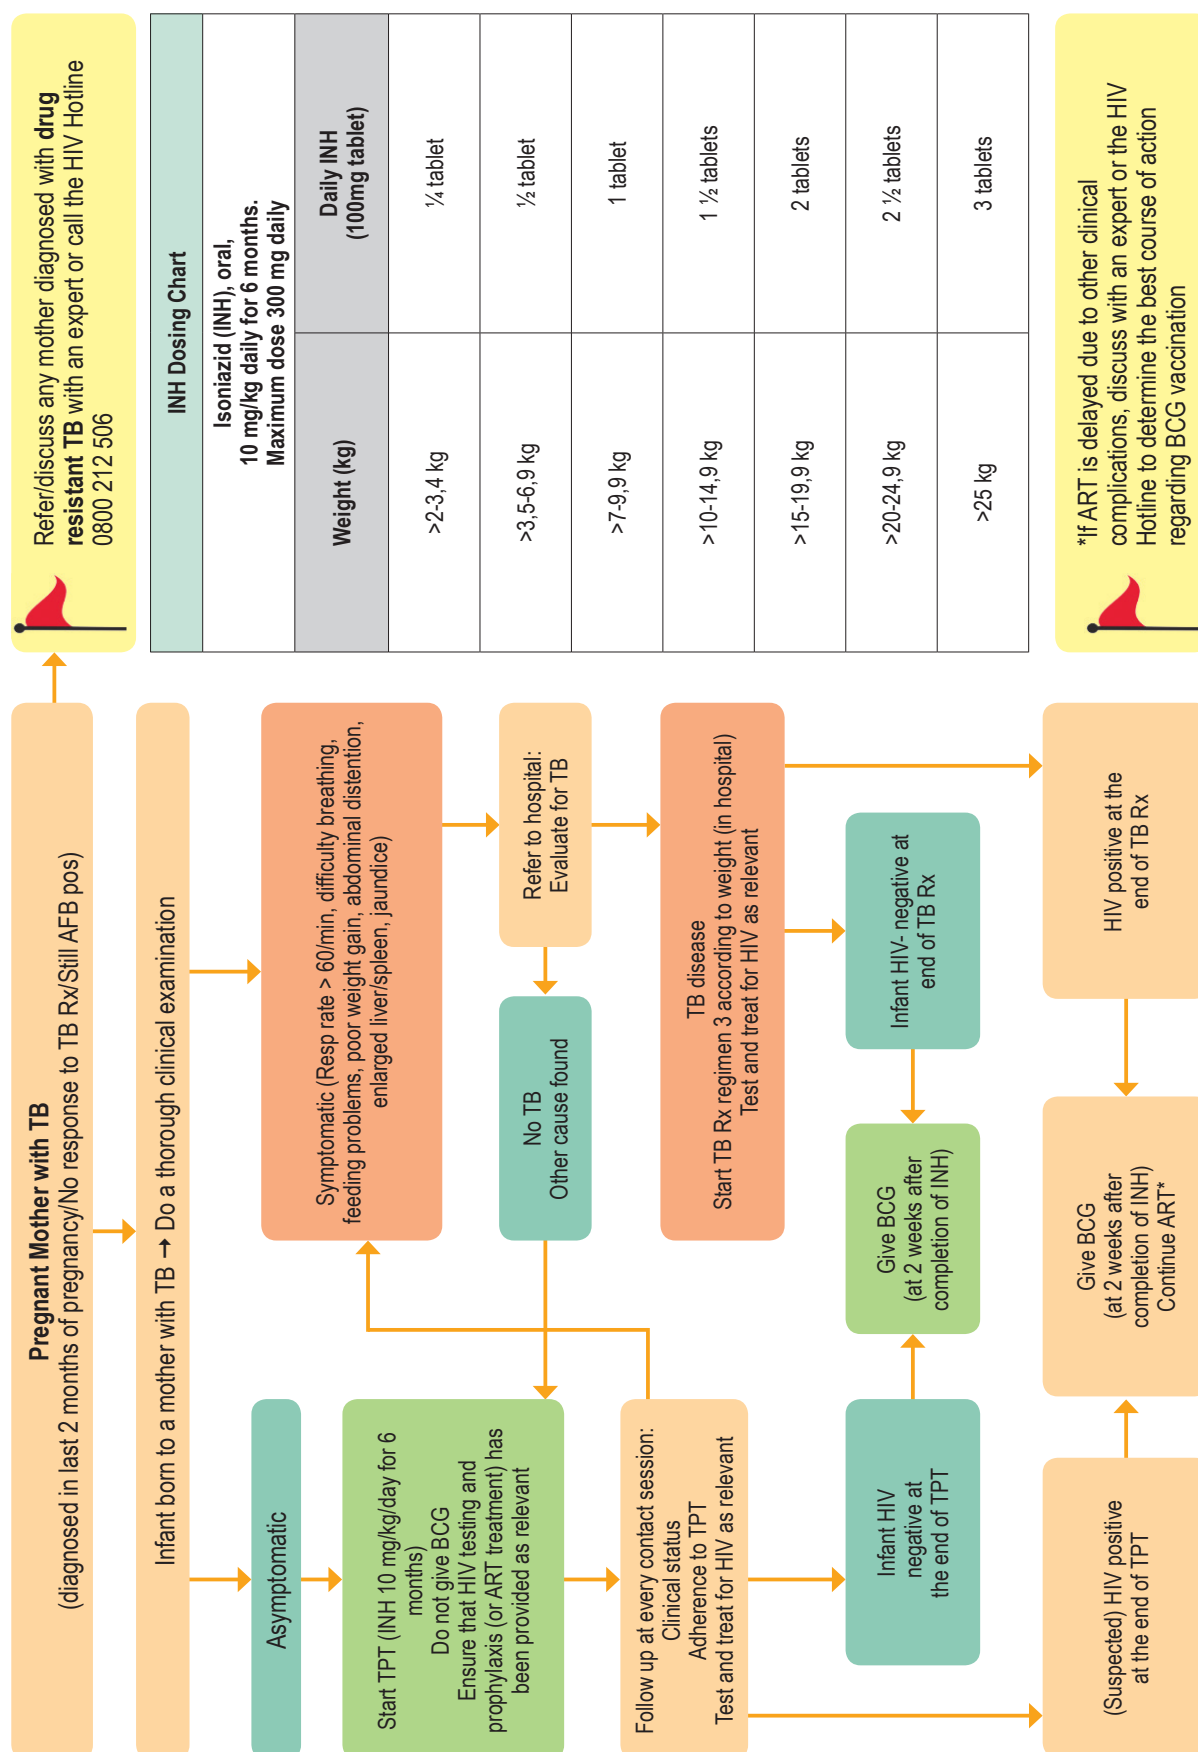 Pregnant Mother with TB
(diagnosed in last 2 months of pregnancy/No response to TB Rx/Still AFB pos)
Refer/discuss any mother diagnosed with drug
resistant TB with an expert or call the HIV Hotline
0800 212 506
Infant born to a mother with TB → Do a thorough clinical examination
Asymptomatic
Symptomatic (Resp rate > 60/min, difficulty breathing,
feeding problems, poor weight gain, abdominal distention,
enlarged liver/spleen, jaundice)
Start TPT (INH 10 mg/kg/day for 6
months)
Do not give BCG
Ensure that HIV testing and
prophylaxis (or ART treatment) has
been provided as relevant
No TB
Other cause found
Refer to hospital:
Evaluate for TB
Follow up at every contact session:
Clinical status
Adherence to TPT
Test and treat for HIV as relevant
TB disease
Start TB Rx regimen 3 according to weight (in hospital)
Test and treat for HIV as relevant
Infant HIV
negative at
the end of TPT
Give BCG
(at 2 weeks after
completion of INH)
Infant HIV- negative at
end of TB Rx
(Suspected) HIV positive
at the end of TPT
Give BCG
(at 2 weeks after
completion of INH)
Continue ART*
HIV positive at the
end of TB Rx
INH Dosing Chart
Isoniazid (INH), oral,
10 mg/kg daily for 6 months.
Maximum dose 300 mg daily
Weight (kg)
Daily INH
(100mg tablet)
>2-3,4 kg
¼ tablet
>3,5-6,9 kg
½ tablet
>7-9,9 kg
1 tablet
>10-14,9 kg
1 ½ tablets
>15-19,9 kg
2 tablets
>20-24,9 kg
2 ½ tablets
>25 kg
3 tablets
*If ART is delayed due to other clinical
complications, discuss with an expert or the HIV
Hotline to determine the best course of action
regarding BCG vaccination